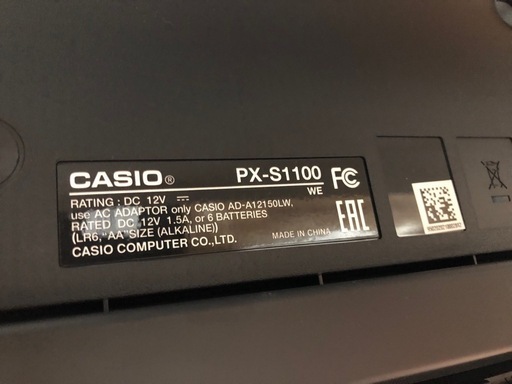 CASIO® PX-S1100
WE
RATING : DC 12V
use AC ADAPTOR only CASIO AD-A12150LW,
RATED DC 12V 1.5A, or 6 BATTERIES
(LR6, "AA"SIZE (ALKALINE))
CASIO COMPUTER CO.,LTD.
MADE IN CHINA
FC
EAC